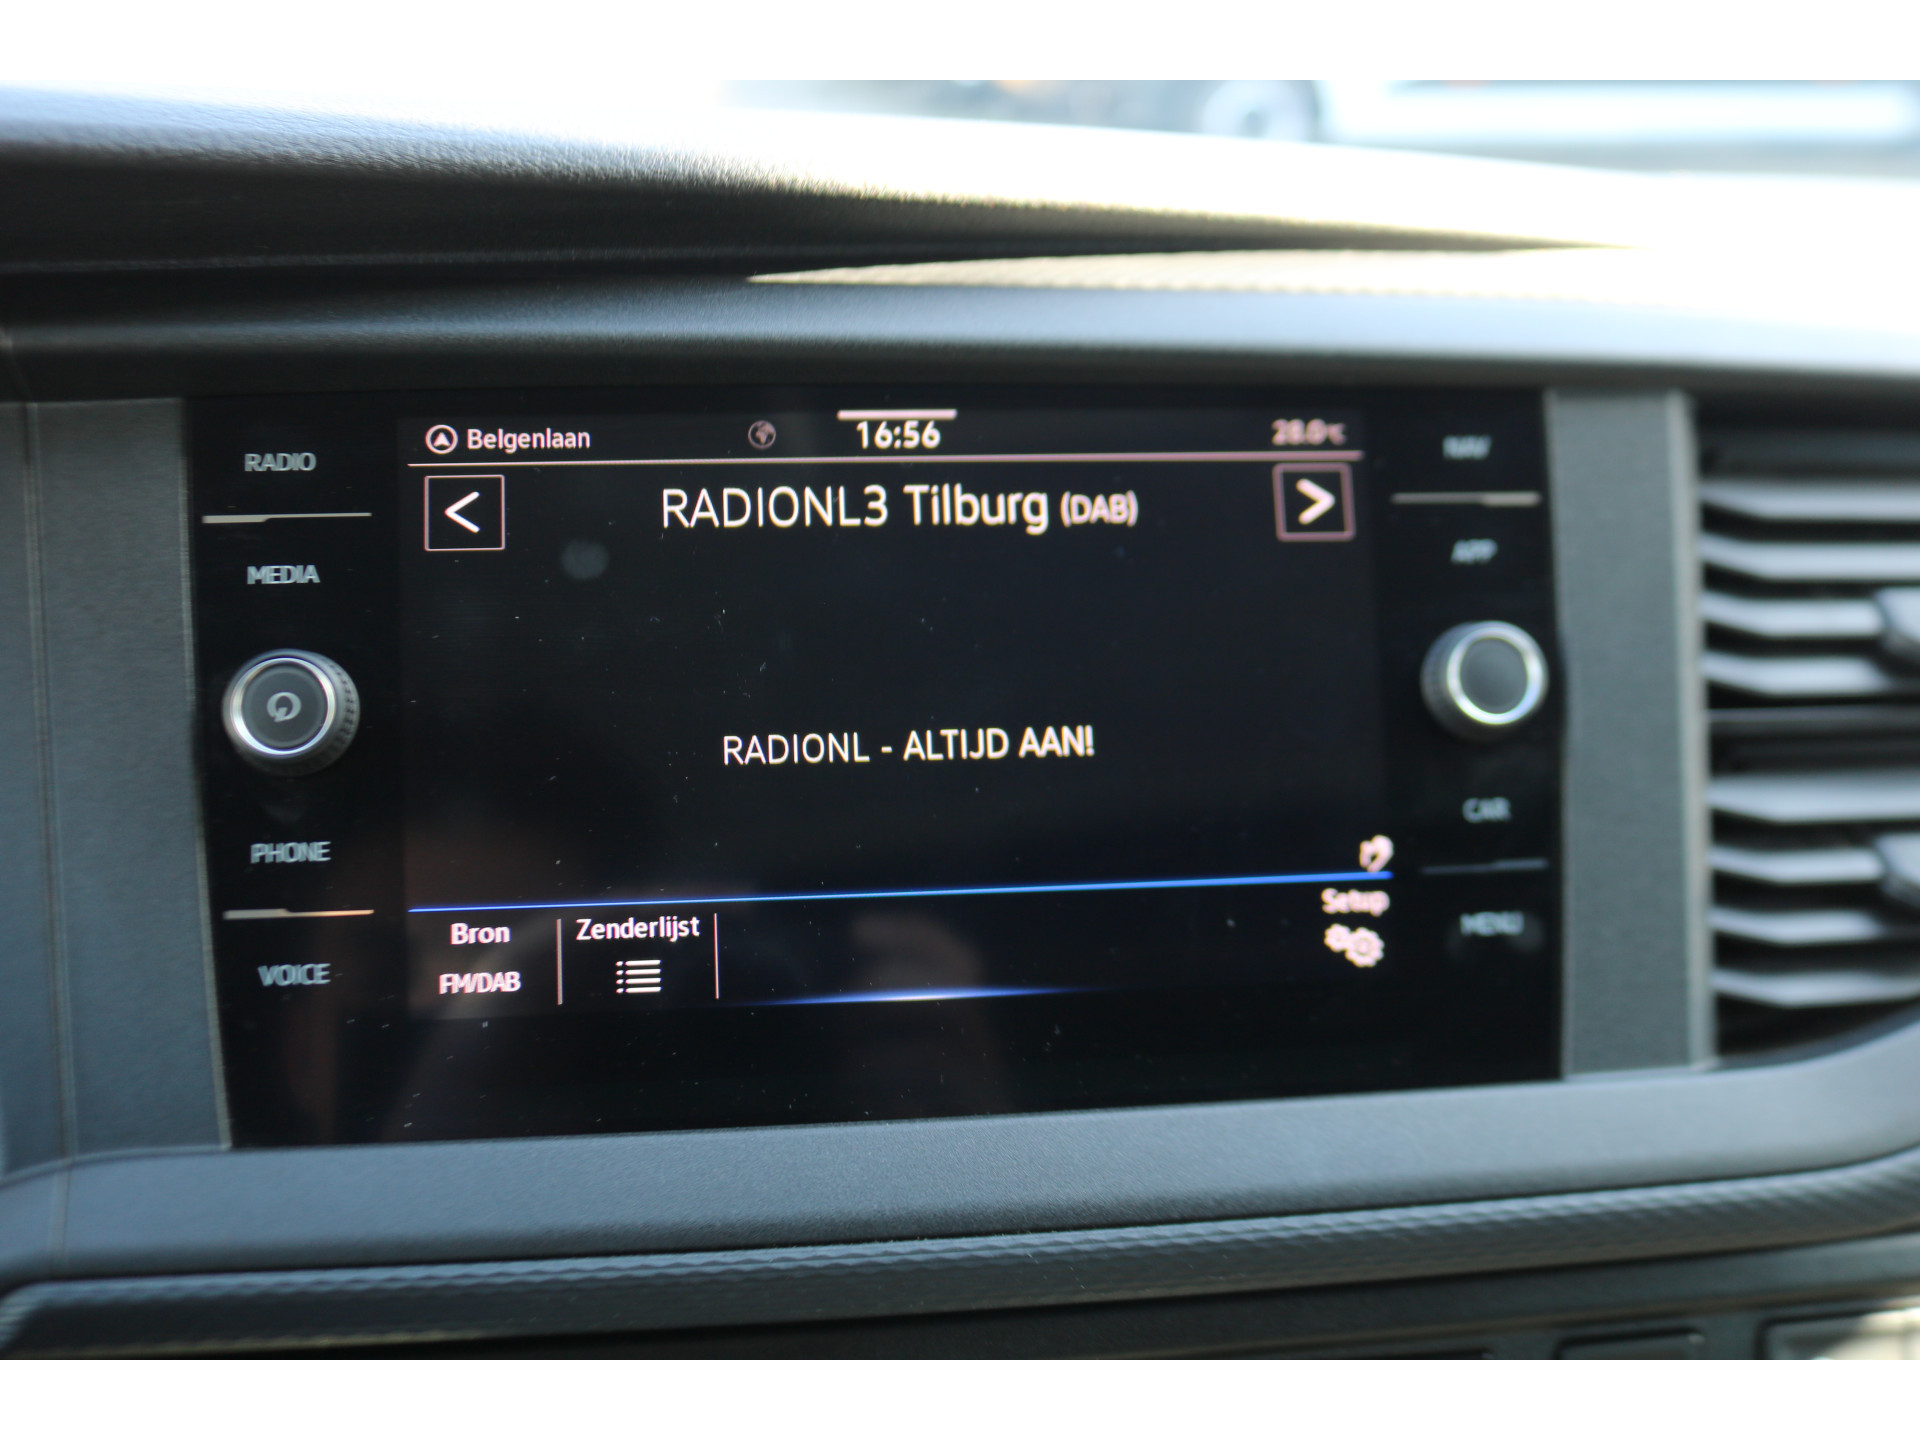 RADIO
MEDIA
PHONE
VOICE
Belgenlaan 16:56 28.0°C
< RADIONL3 Tilburg (DAB) >
RADIONL - ALTIJD AAN!
Bron
FM/DAB
Zenderlijst
Setup
NAV
APP
CAR
MENU